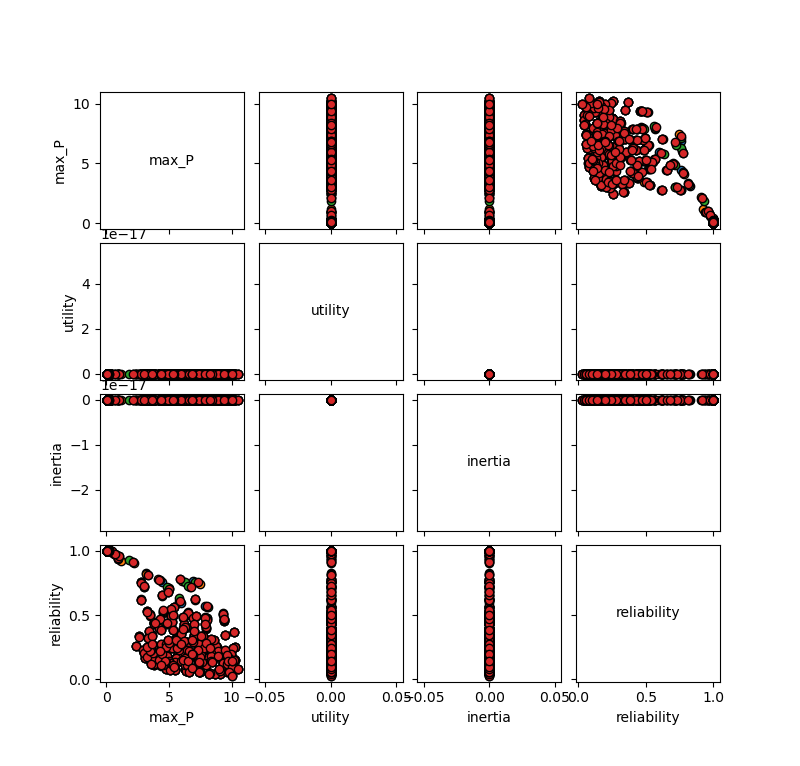 10
5
0
max_P
max_P
1e−17
4
2
0
utility
utility
1e−17
0
−1
−2
inertia
inertia
1.0
0.5
0.0
reliability
reliability
0 5 10
−0.05 0.00 0.05
−0.05 0.00 0.05
0.0 0.5 1.0
max_P utility inertia reliability